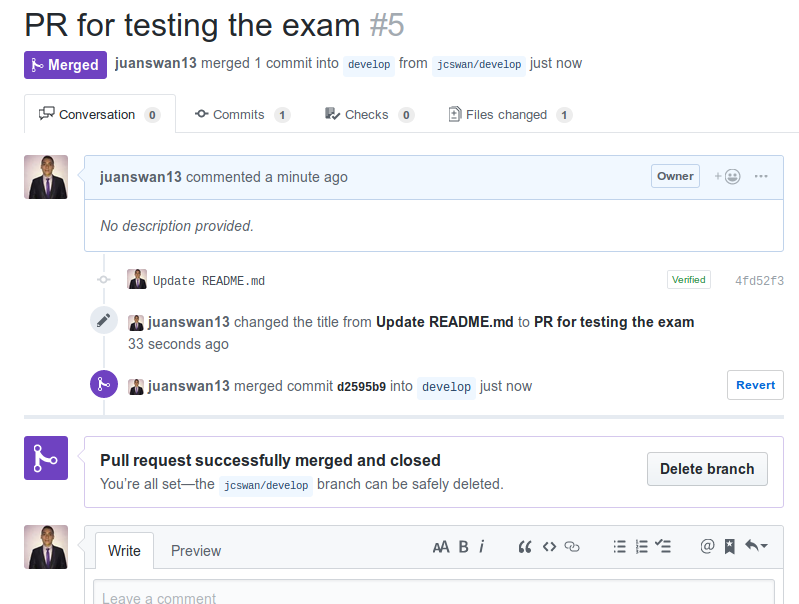 PR for testing the exam #5
Merged juanswan13 merged 1 commit into develop from jcswan/develop just now
Conversation 0 Commits 1 Checks 0 Files changed 1
juanswan13 commented a minute ago Owner
No description provided.
Update README.md Verified 4fd52f3
juanswan13 changed the title from Update README.md to PR for testing the exam
33 seconds ago
juanswan13 merged commit d2595b9 into develop just now Revert
Pull request successfully merged and closed
You're all set—the jcswan/develop branch can be safely deleted.
Delete branch
Write Preview AA B i
Leave a comment